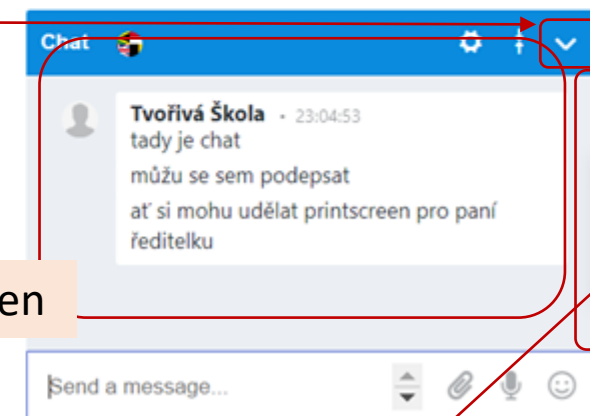 Chat
Tvořivá Škola · 23:04:53
tady je chat
můžu se sem podepsat
ať si mohu udělat printscreen pro paní
ředitelku
en
Send a message...